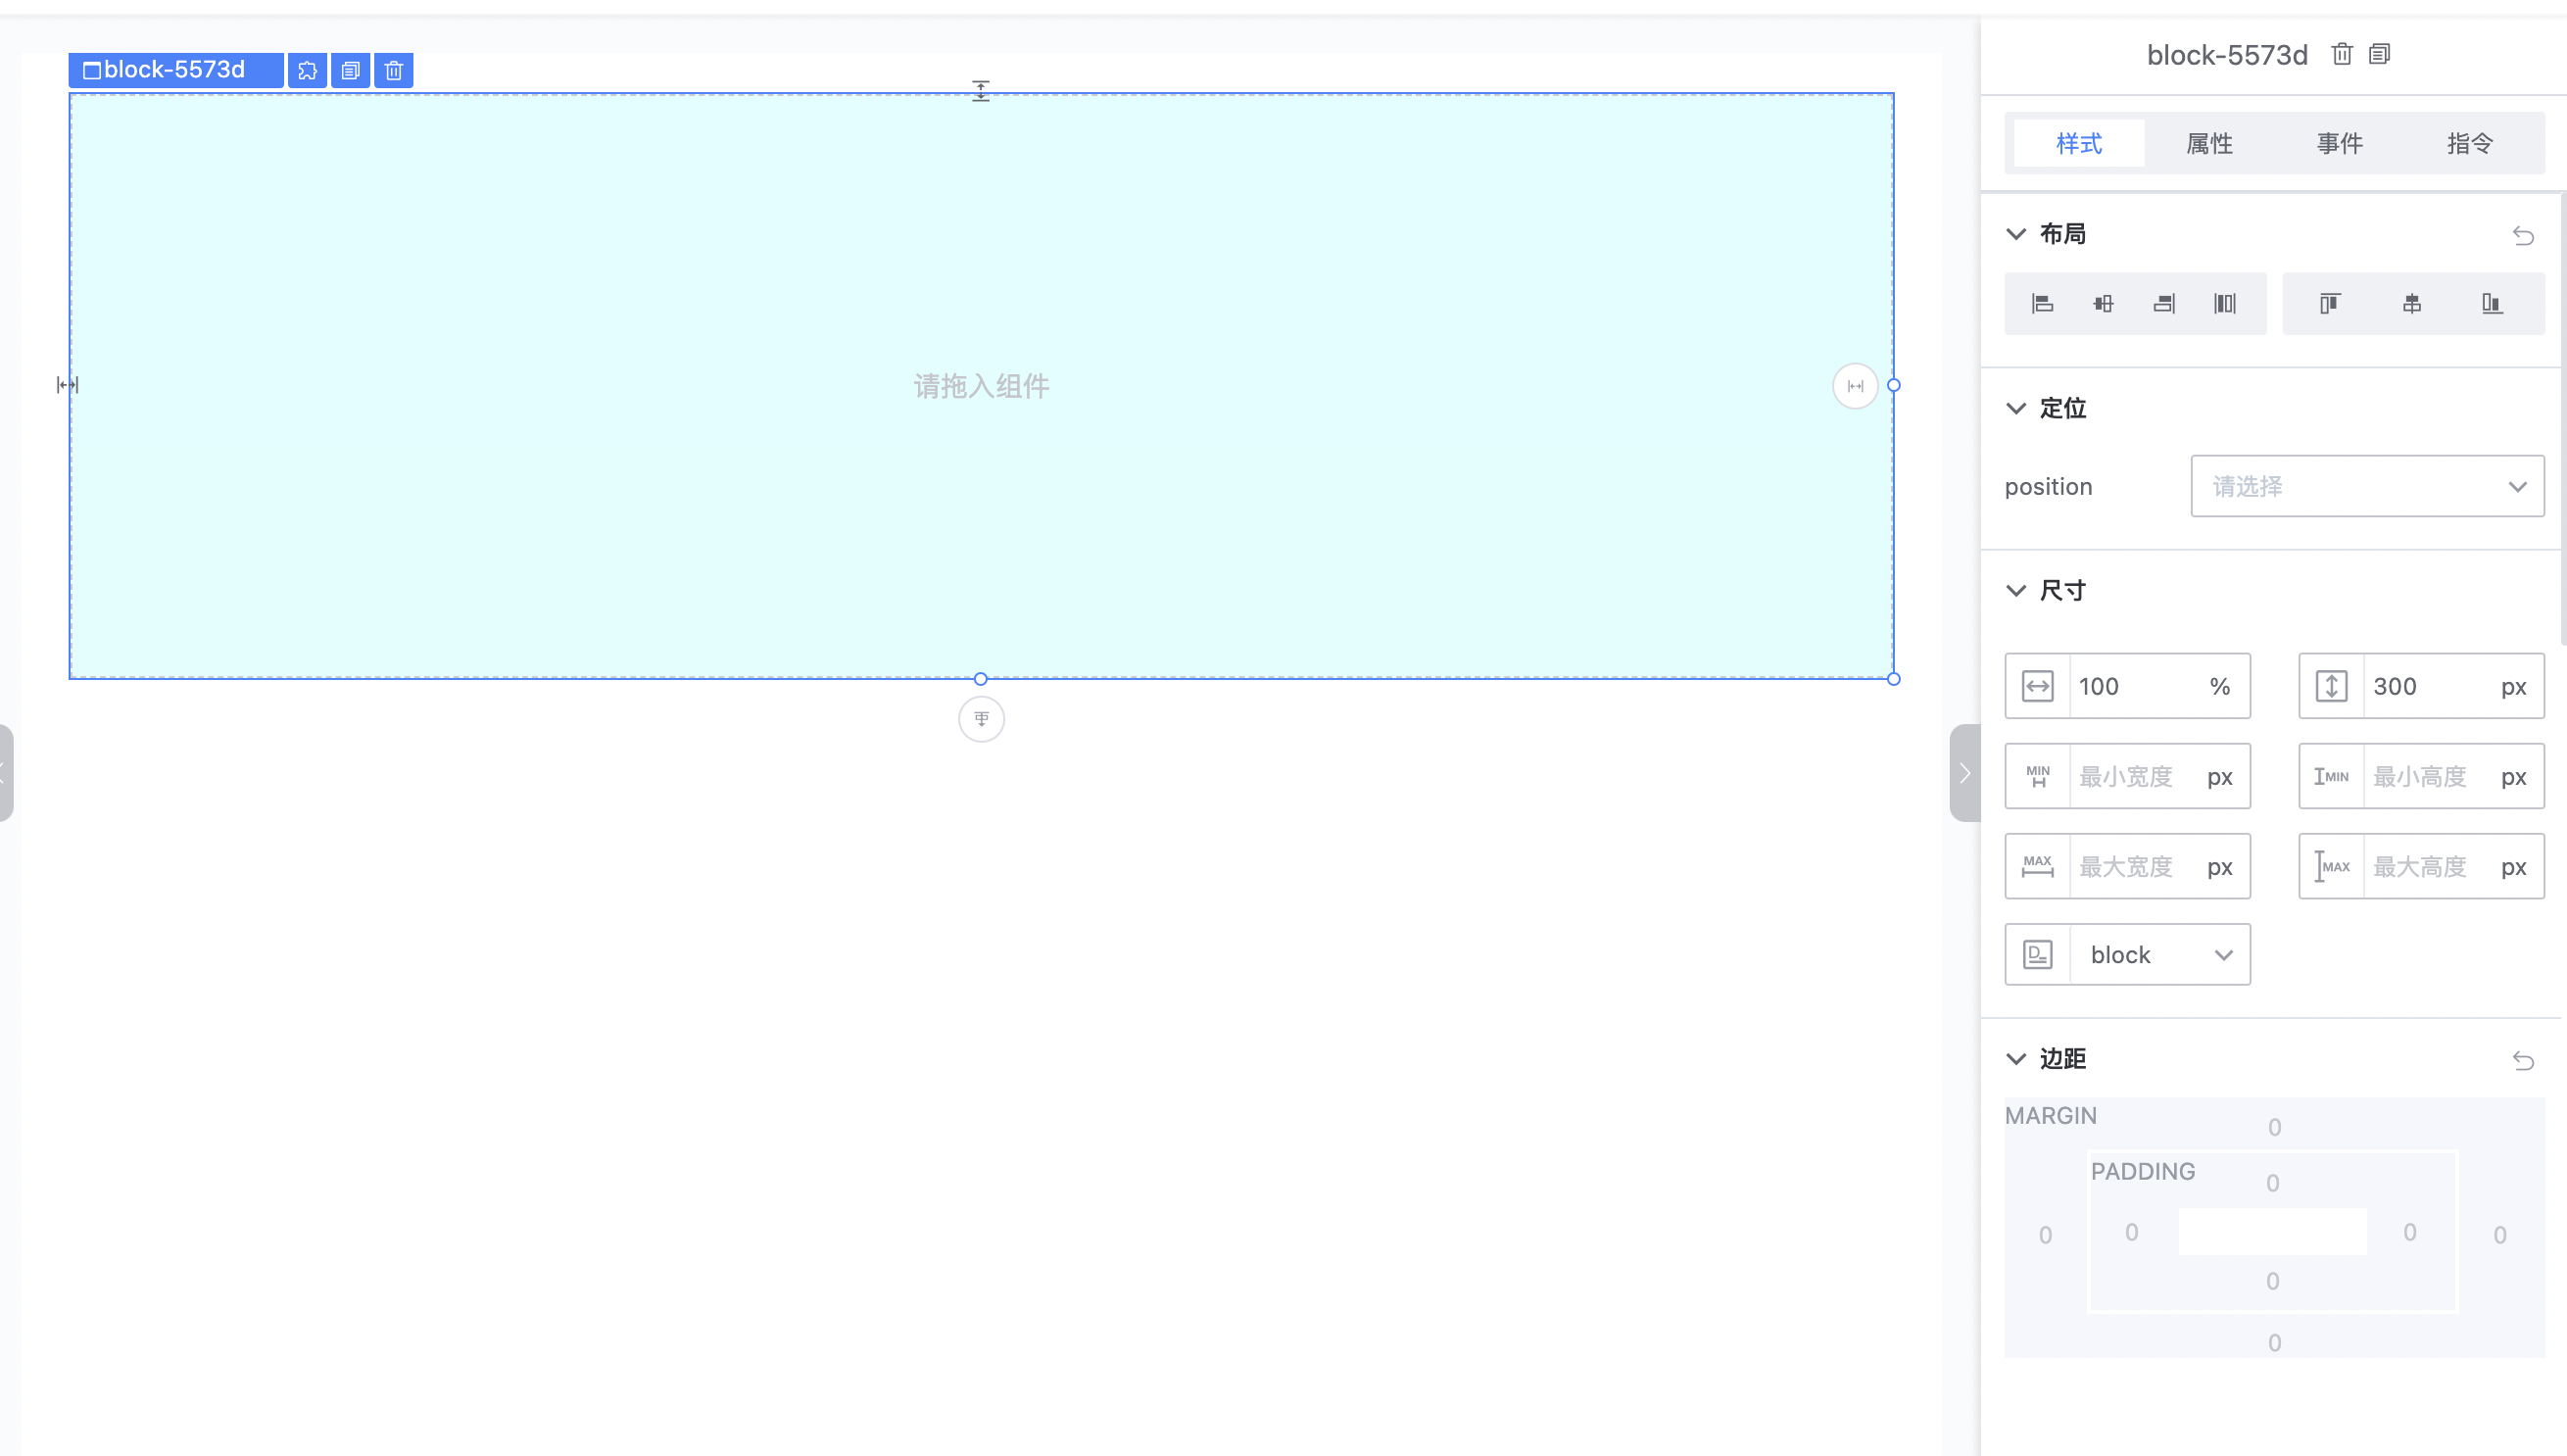 block-5573d
请拖入组件
block-5573d
样式 属性 事件 指令
布局
定位
position 请选择
尺寸
100 % 300 px
MIN 最小宽度 px MIN 最小高度 px
MAX 最大宽度 px MAX 最大高度 px
D block
边距
MARGIN
0
PADDING
0
0 0 0 0
0
0